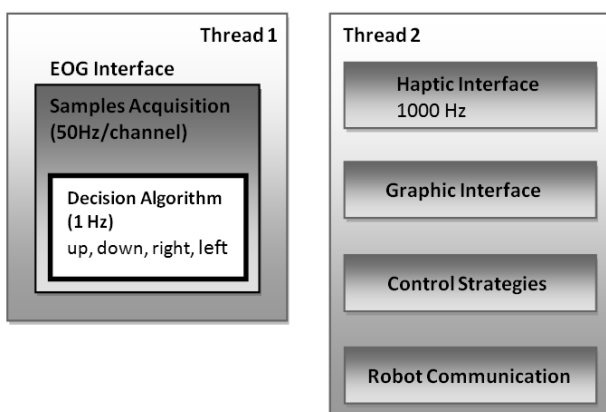 Thread 1
EOG Interface
Samples Acquisition
(50Hz/channel)
Decision Algorithm
(1 Hz)
up, down, right, left
Thread 2
Haptic Interface
1000 Hz
Graphic Interface
Control Strategies
Robot Communication